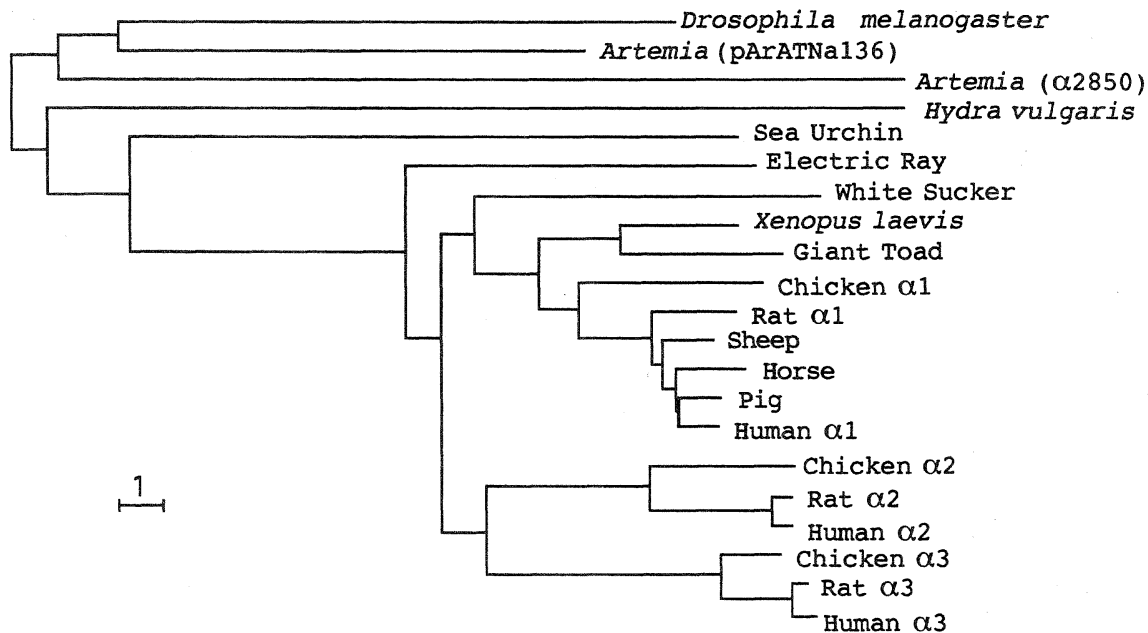 Drosophila melanogaster
Artemia (pArATNa136)
Artemia (α2850)
Hydra vulgaris
Sea Urchin
Electric Ray
White Sucker
Xenopus laevis
Giant Toad
Chicken α1
Rat α1
Sheep
Horse
Pig
Human α1
Chicken α2
1
Rat α2
Human α2
Chicken α3
Rat α3
Human α3